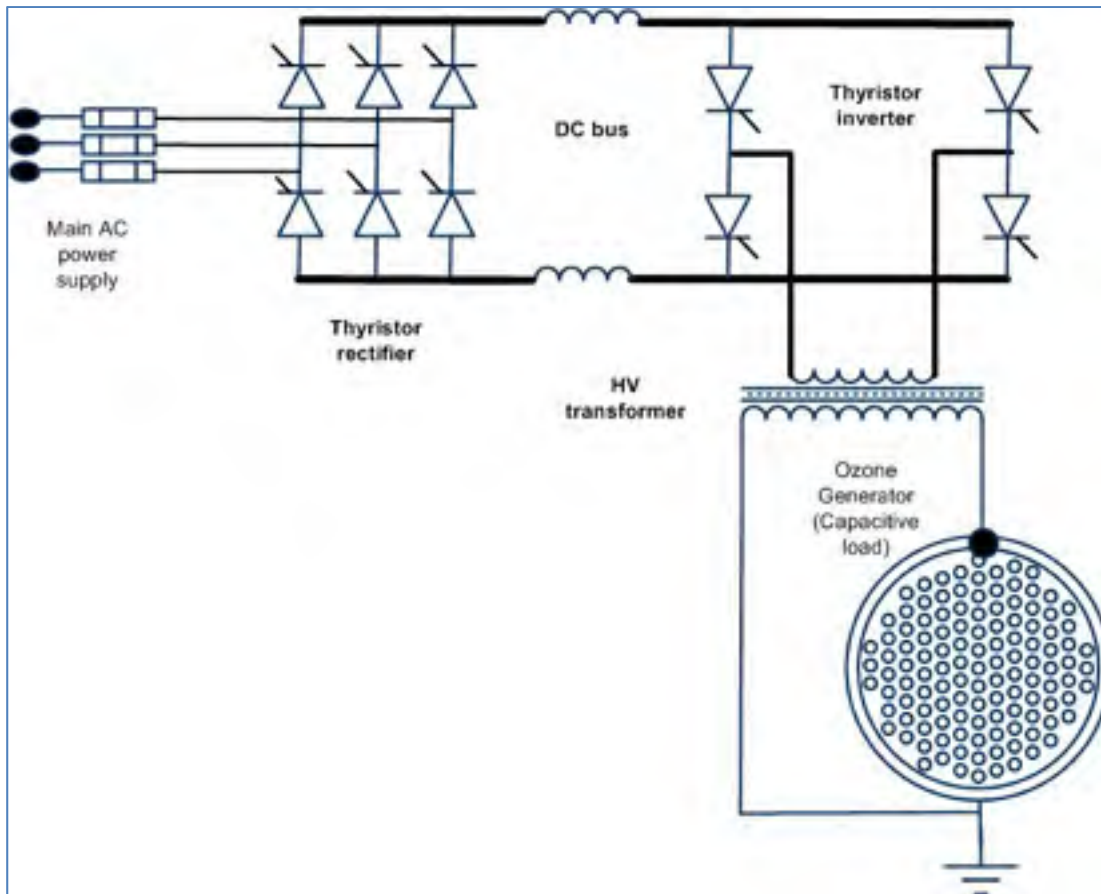 DC bus
Thyristor
inverter
Main AC
power
supply
Thyristor
rectifier
HV
transformer
Ozone
Generator
(Capacitive
load)